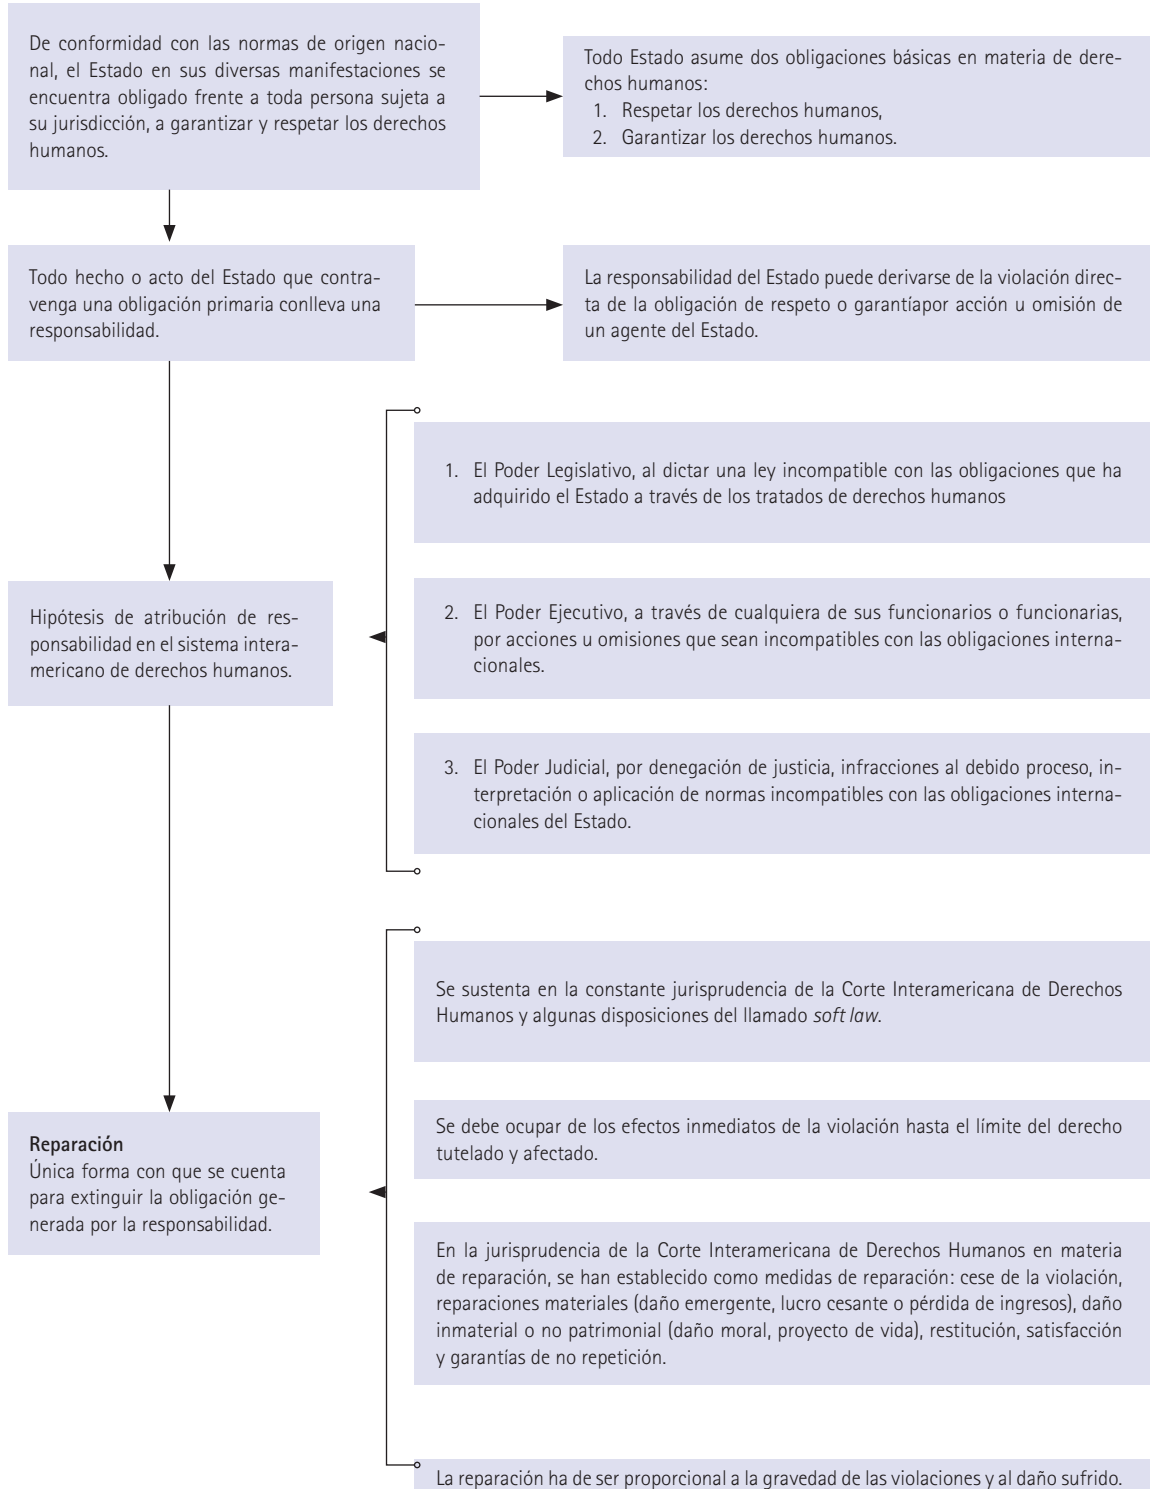 De conformidad con las normas de origen nacio-
nal, el Estado en sus diversas manifestaciones se
encuentra obligado frente a toda persona sujeta a
su jurisdicción, a garantizar y respetar los derechos
humanos.
Todo Estado asume dos obligaciones básicas en materia de dere-
chos humanos:
1. Respetar los derechos humanos,
2. Garantizar los derechos humanos.
Todo hecho o acto del Estado que contra-
venga una obligación primaria conlleva una
responsabilidad.
La responsabilidad del Estado puede derivarse de la violación direc-
ta de la obligación de respeto o garantíapor acción u omisión de
un agente del Estado.
Hipótesis de atribución de res-
ponsabilidad en el sistema intera-
mericano de derechos humanos.
1. El Poder Legislativo, al dictar una ley incompatible con las obligaciones que ha
adquirido el Estado a través de los tratados de derechos humanos
2. El Poder Ejecutivo, a través de cualquiera de sus funcionarios o funcionarias,
por acciones u omisiones que sean incompatibles con las obligaciones interna-
cionales.
3. El Poder Judicial, por denegación de justicia, infracciones al debido proceso, in-
terpretación o aplicación de normas incompatibles con las obligaciones interna-
cionales del Estado.
Reparación
Única forma con que se cuenta
para extinguir la obligación ge-
nerada por la responsabilidad.
Se sustenta en la constante jurisprudencia de la Corte Interamericana de Derechos
Humanos y algunas disposiciones del llamado soft law.
Se debe ocupar de los efectos inmediatos de la violación hasta el límite del derecho
tutelado y afectado.
En la jurisprudencia de la Corte Interamericana de Derechos Humanos en materia
de reparación, se han establecido como medidas de reparación: cese de la violación,
reparaciones materiales (daño emergente, lucro cesante o pérdida de ingresos), daño
inmaterial o no patrimonial (daño moral, proyecto de vida), restitución, satisfacción
y garantías de no repetición.
La reparación ha de ser proporcional a la gravedad de las violaciones y al daño sufrido.